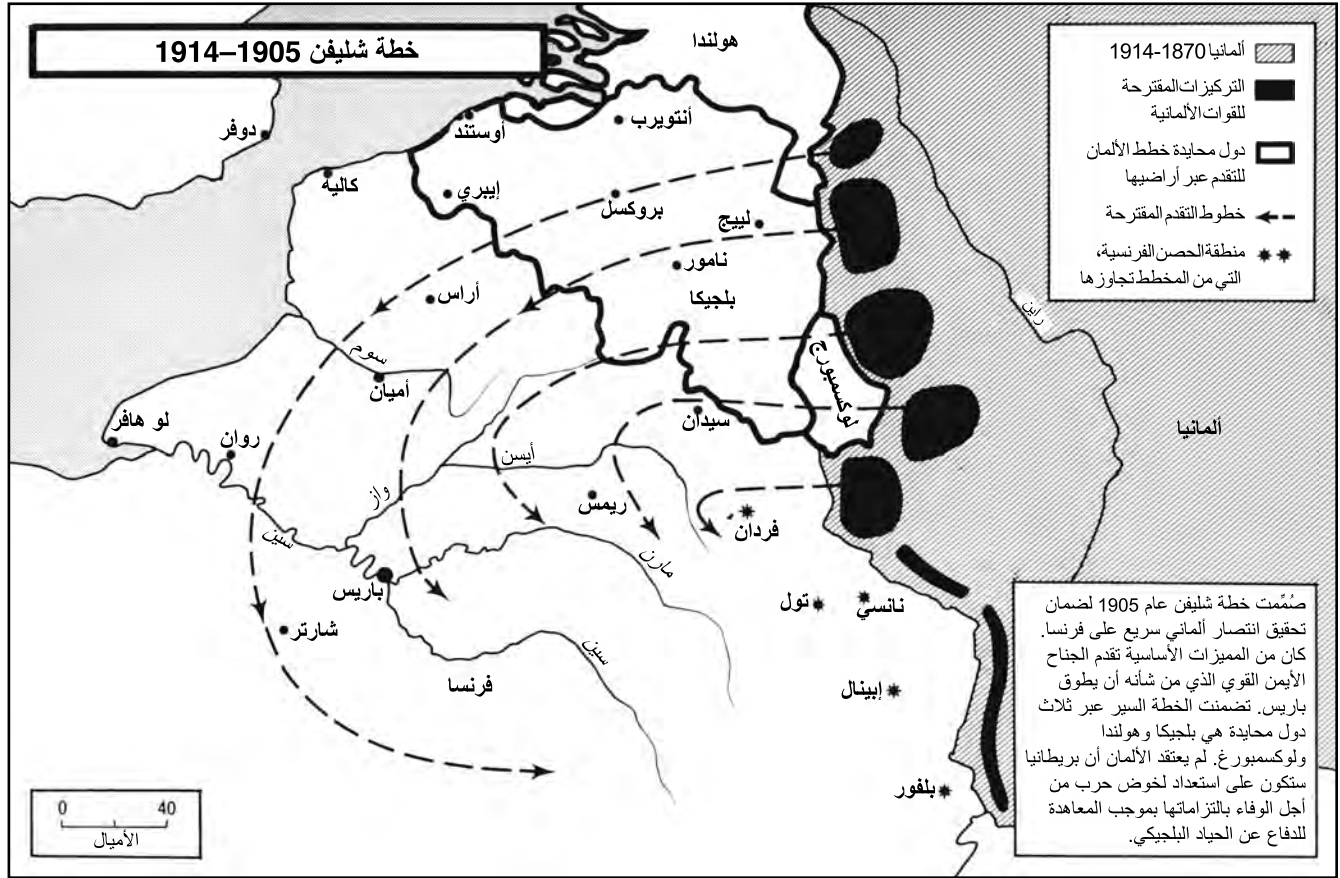 خطة شليفن 1905–1914
ألمانيا 1870-1914
التركيزات المقترحة
للقوات الألمانية
دول محايدة خطط الألمان
للتقدم عبر أراضيها
خطوط التقدم المقترحة
منطقة الحصن الفرنسية،
التي من المخطط تجاوزها
هولندا
دوفر
أوستند
أنتويرب
كاليه
إيبري
بروكسل
لييج
نامور
بلجيكا
أراس
راين
سوم
أميان
لوكسمبورج
سيدان
ألمانيا
لو هافر
روان
أيسن
واز
ريمس
فردان
سين
مارن
باريس
نانسي
تول
شارتر
سين
فرنسا
إبينال
بلفور
صُمِّمت خطة شليفن عام 1905 لضمان
تحقيق انتصار ألماني سريع على فرنسا.
كان من المميزات الأساسية تقدم الجناح
الأيمن القوي الذي من شأنه أن يطوق
باريس. تضمنت الخطة السير عبر ثلاث
دول محايدة هي بلجيكا وهولندا
ولوكسمبورغ. لم يعتقد الألمان أن بريطانيا
ستكون على استعداد لخوض حرب من
أجل الوفاء بالتزاماتها بموجب المعاهدة
للدفاع عن الحياد البلجيكي.
0 40
الأميال